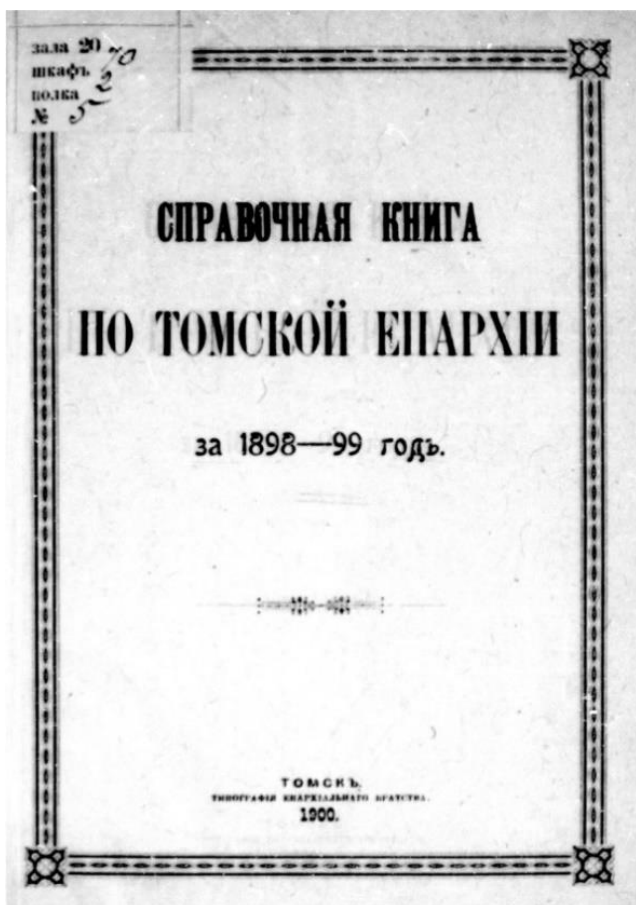 зала 20
шкафъ 70
полка 2
№ 5
СПРАВОЧНАЯ КНИГА
ПО ТОМСКОЙ ЕПАРХІИ
за 1898—99 годъ.
ТОМСКЪ.
ТИПОГРАФІЯ ЕПАРХІАЛЬНАГО БРАТСТВА.
1900.